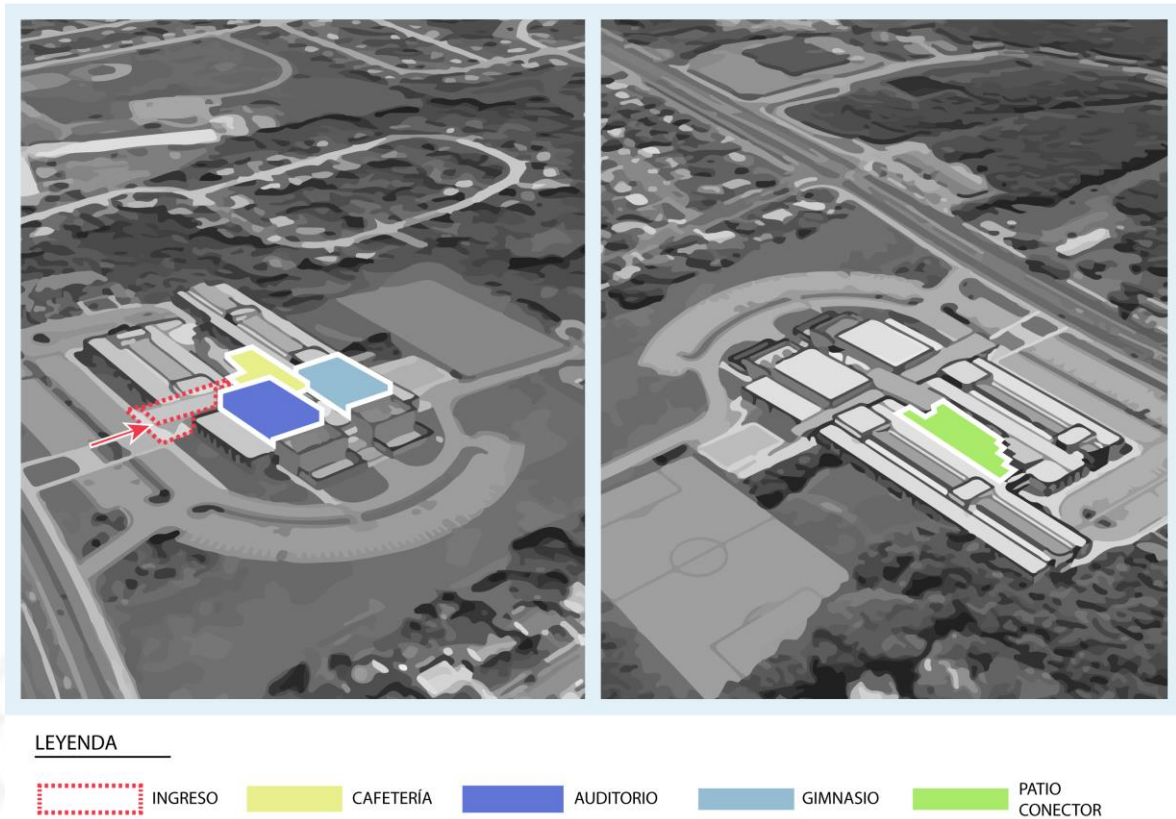 LEYENDA
INGRESO
CAFETERÍA
AUDITORIO
GIMNASIO
PATIO
CONECTOR